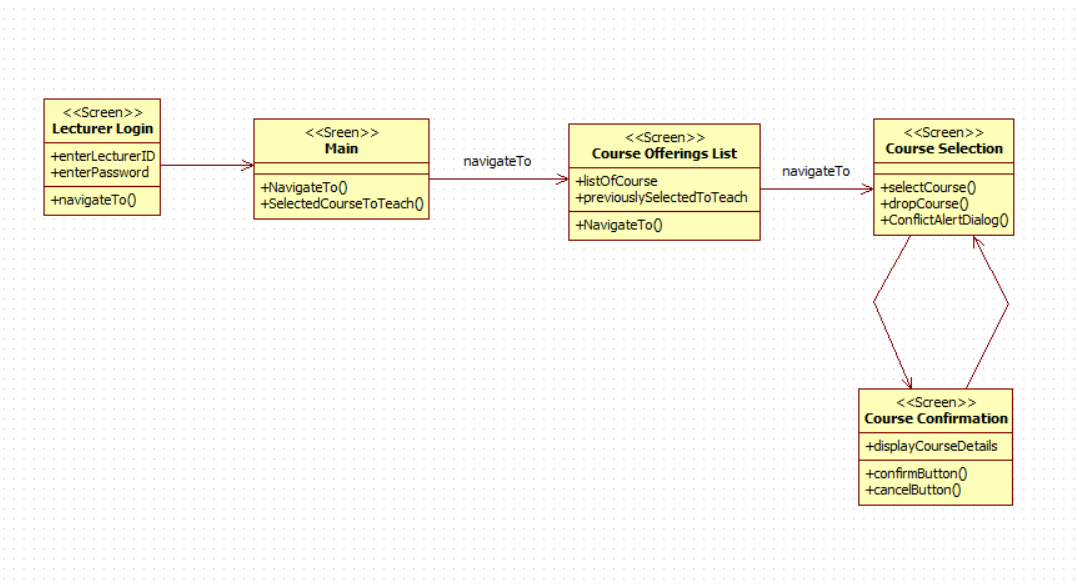 <<Screen>>
Lecturer Login
+enterLecturerID
+enterPassword
+navigateTo()
<<Sreen>>
Main
+NavigateTo()
+SelectedCourseToTeach()
navigateTo
<<Screen>>
Course Offerings List
+listOfCourse
+previouslySelectedToTeach
+NavigateTo()
navigateTo
<<Screen>>
Course Selection
+selectCourse()
+dropCourse()
+ConflictAlertDialog()
<<Screen>>
Course Confirmation
+displayCourseDetails
+confirmButton()
+cancelButton()